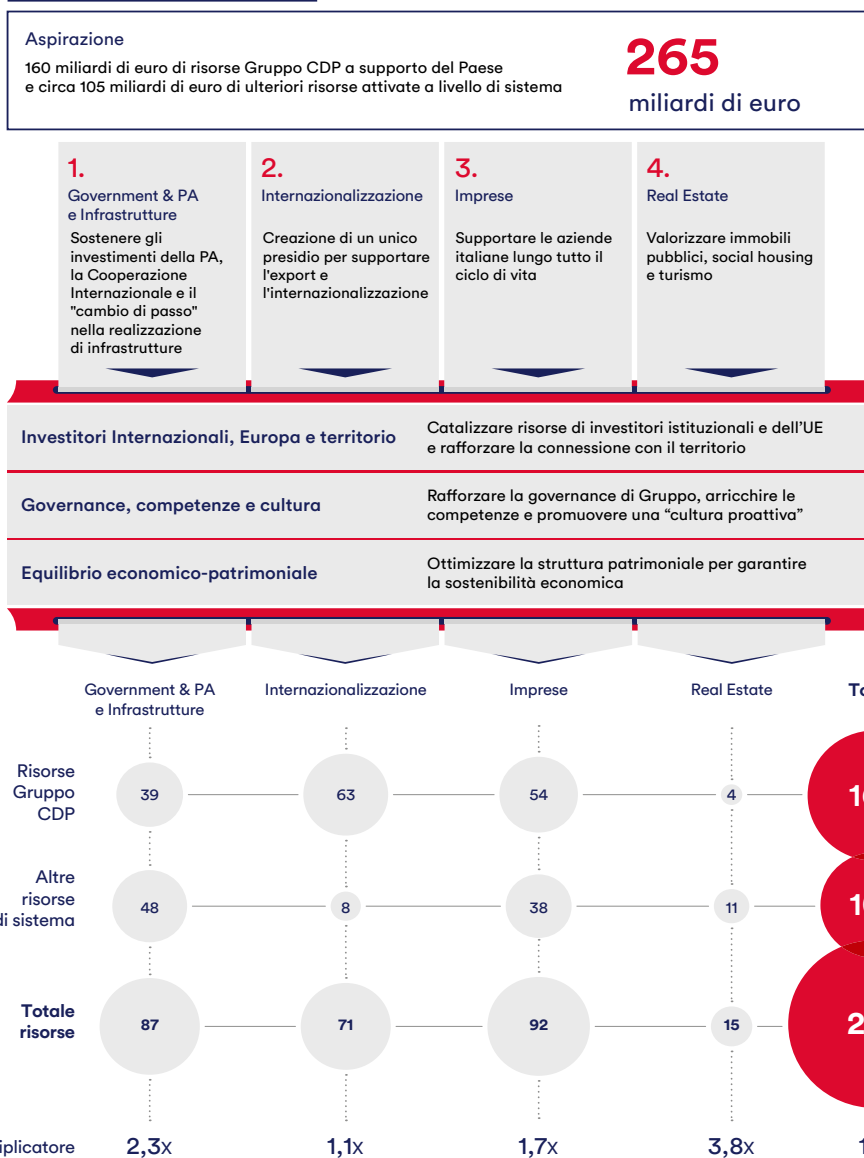 Aspirazione
160 miliardi di euro di risorse Gruppo CDP a supporto del Paese
e circa 105 miliardi di euro di ulteriori risorse attivate a livello di sistema
265
miliardi di euro
1.
Government & PA
e Infrastrutture
Sostenere gli
investimenti della PA,
la Cooperazione
Internazionale e il
"cambio di passo"
nella realizzazione
di infrastrutture
2.
Internazionalizzazione
Creazione di un unico
presidio per supportare
l'export e
l'internazionalizzazione
3.
Imprese
Supportare le aziende
italiane lungo tutto il
ciclo di vita
4.
Real Estate
Valorizzare immobili
pubblici, social housing
e turismo
Investitori Internazionali, Europa e territorio
Catalizzare risorse di investitori istituzionali e dell’UE
e rafforzare la connessione con il territorio
Governance, competenze e cultura
Rafforzare la governance di Gruppo, arricchire le
competenze e promuovere una “cultura proattiva”
Equilibrio economico-patrimoniale
Ottimizzare la struttura patrimoniale per garantire
la sostenibilità economica
Government & PA
e Infrastrutture
Internazionalizzazione
Imprese
Real Estate
Risorse
Gruppo
CDP
39
63
54
4
Altre
risorse
di sistema
48
8
38
11
Totale
risorse
87
71
92
15
2,3x
1,1x
1,7x
3,8x